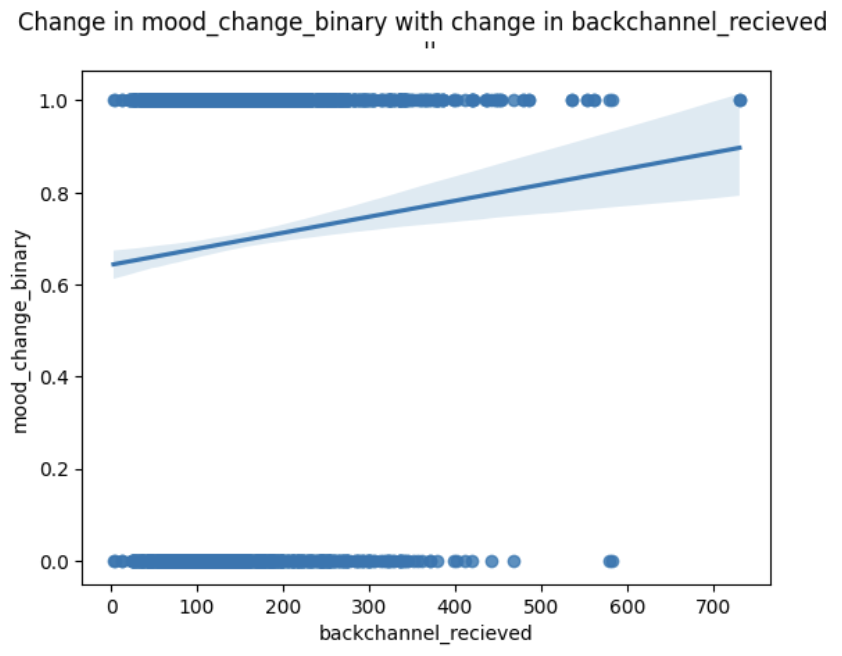 Change in mood_change_binary with change in backchannel_recieved
"
1.0
0.8
0.6
0.4
0.2
0.0
mood_change_binary
0 100 200 300 400 500 600 700
backchannel_recieved